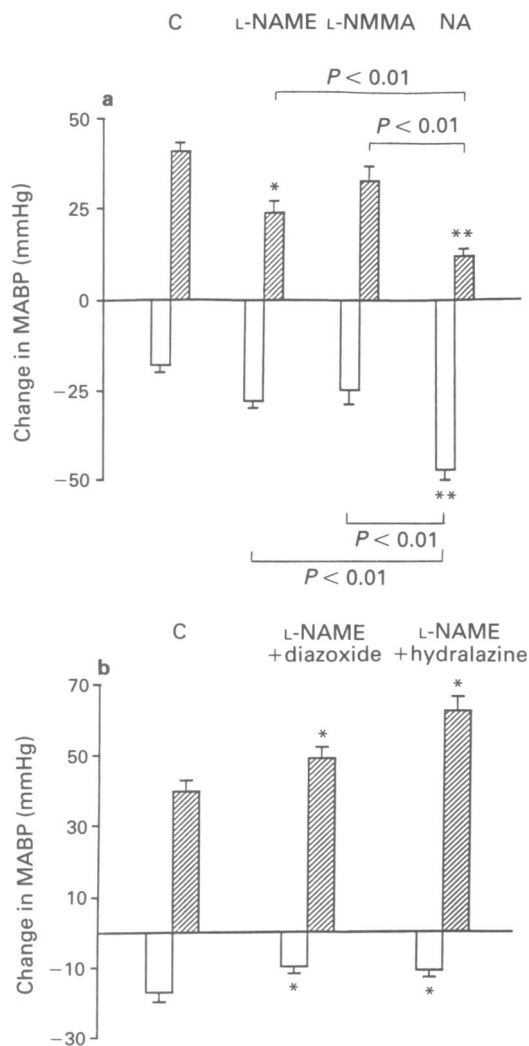 C L-NAME L-NMMA NA
P < 0.01
a
P < 0.01
50
*
25
**
0
Change in MABP (mmHg)
−25
−50
**
P < 0.01
P < 0.01
C L-NAME L-NAME
+diazoxide +hydralazine
b
70
*
*
50
30
10
Change in MABP (mmHg)
−10
* *
−30